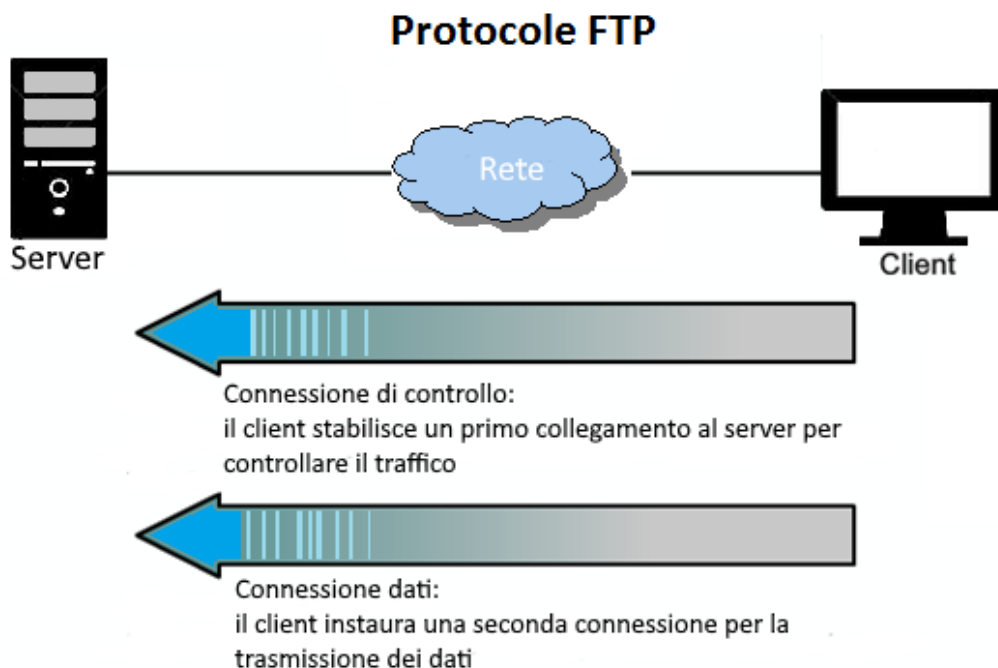 Protocole FTP
Rete
Server
Client
Connessione di controllo:
il client stabilisce un primo collegamento al server per
controllare il traffico
Connessione dati:
il client instaura una seconda connessione per la
trasmissione dei dati